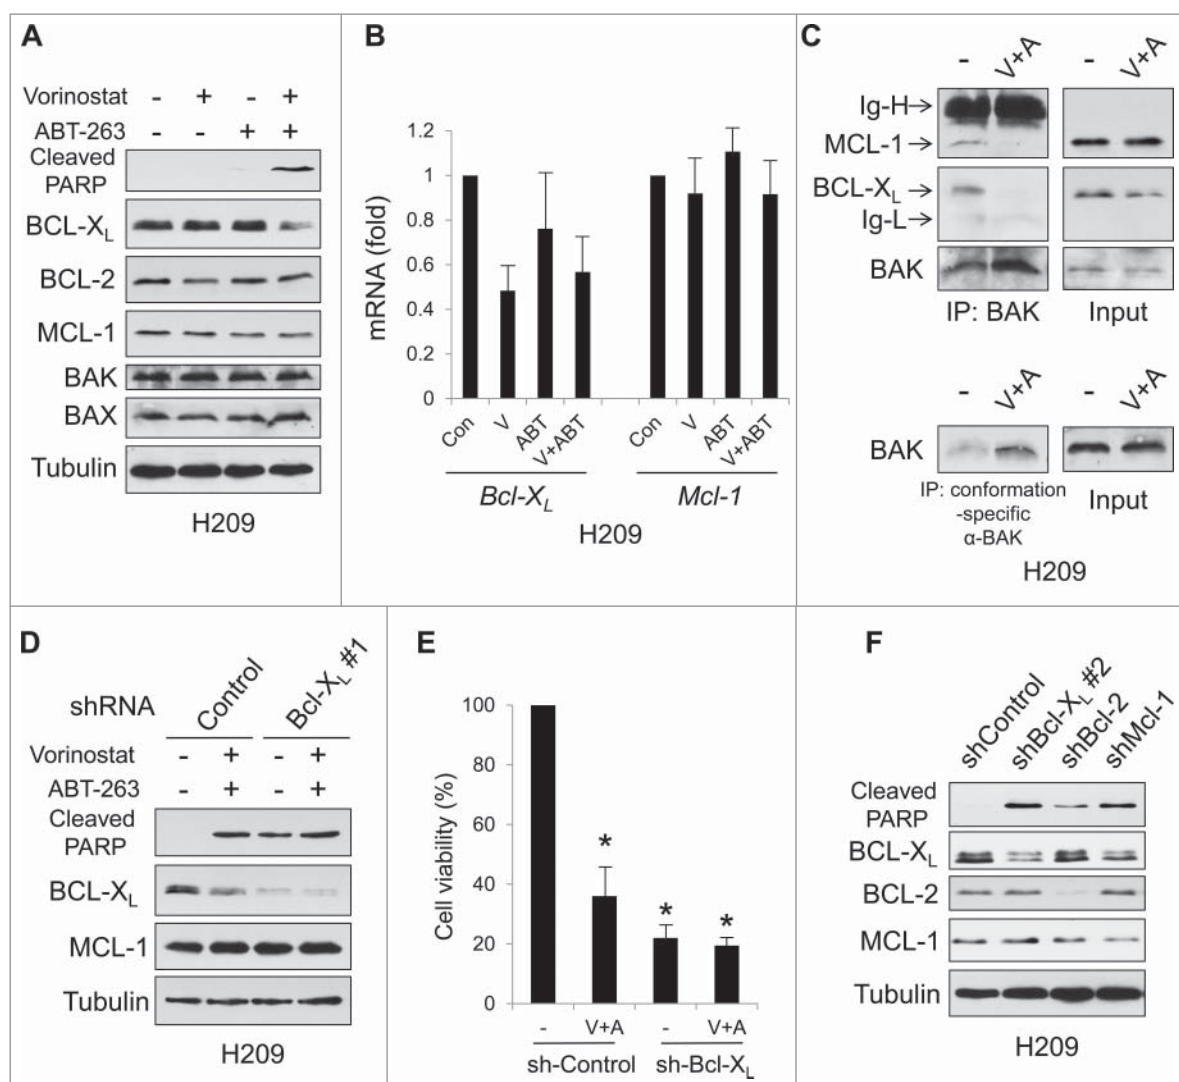 A
Vorinostat - + - +
ABT-263 - - + +
Cleaved
PARP
BCL-XL
BCL-2
MCL-1
BAK
BAX
Tubulin
H209
B
mRNA (fold)
1.2
1
0.8
0.6
0.4
0.2
0
Con V ABT V+ABT Con V ABT V+ABT
Bcl-XL Mcl-1
H209
C
- V+A - V+A
Ig-H→
MCL-1→
BCL-XL→
Ig-L→
BAK
IP: BAK Input
- V+A - V+A
BAK
IP: conformation
-specific
α-BAK
Input
H209
D
shRNA Control Bcl-XL #1
Vorinostat - + - +
ABT-263 - + - +
Cleaved
PARP
BCL-XL
MCL-1
Tubulin
H209
E
Cell viability (%)
100
80
60
40
20
0
* * *
- V+A - V+A
sh-Control sh-Bcl-XL
F
shControl shBcl-XL #2 shBcl-2 shMcl-1
Cleaved
PARP
BCL-XL
BCL-2
MCL-1
Tubulin
H209